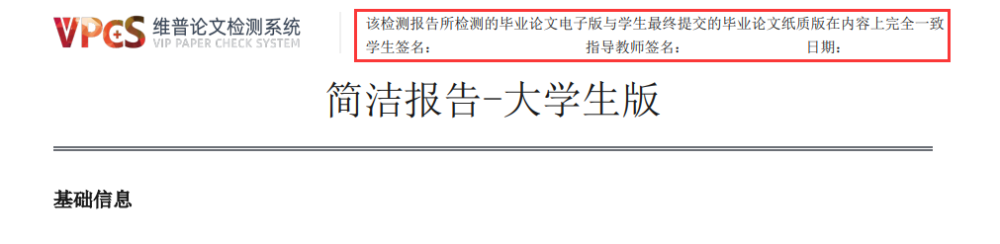 VPCS 维普论文检测系统
VIP PAPER CHECK SYSTEM
该检测报告所检测的毕业论文电子版与学生最终提交的毕业论文纸质版在内容上完全一致
学生签名： 指导教师签名： 日期：
简洁报告-大学生版
基础信息